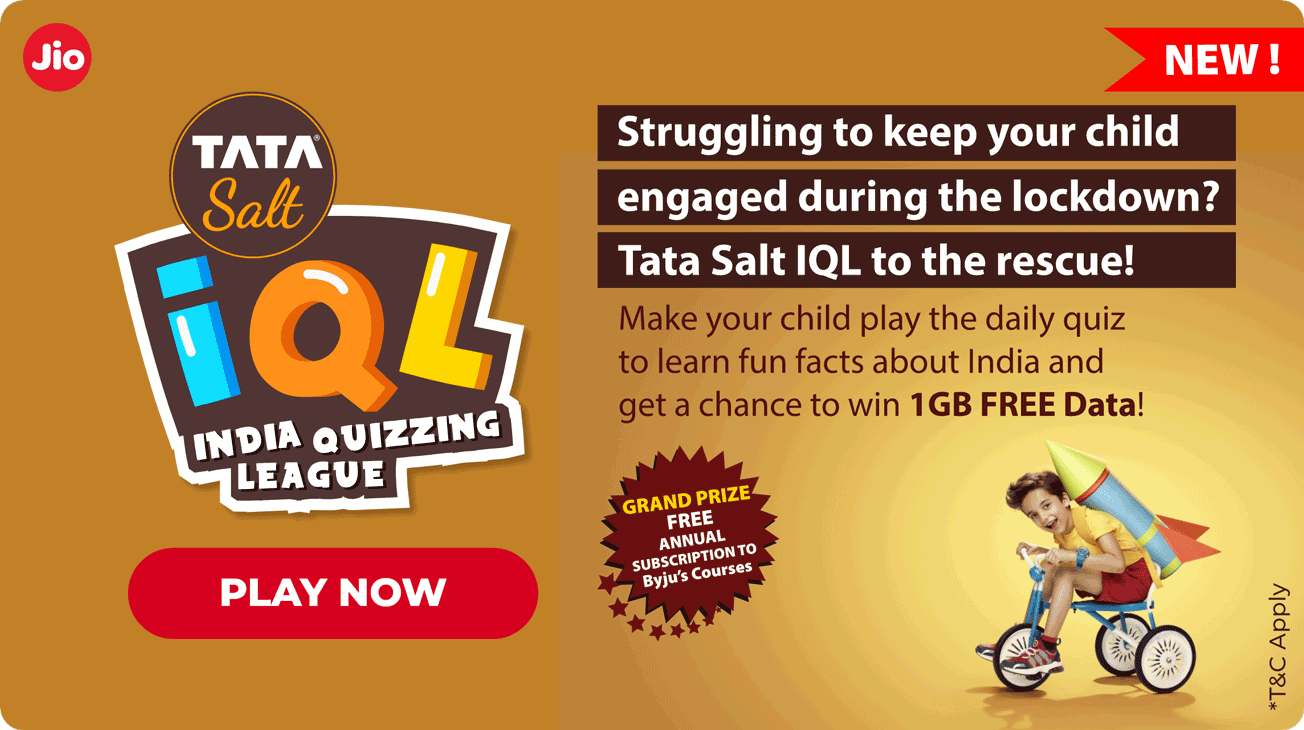 Jio
NEW !
TATA®
Salt
iQL
INDIA QUIZZING
LEAGUE
PLAY NOW
Struggling to keep your child
engaged during the lockdown?
Tata Salt IQL to the rescue!
Make your child play the daily quiz
to learn fun facts about India and
get a chance to win 1GB FREE Data!
GRAND PRIZE
FREE
ANNUAL
SUBSCRIPTION TO
Byju's Courses
*T&C Apply